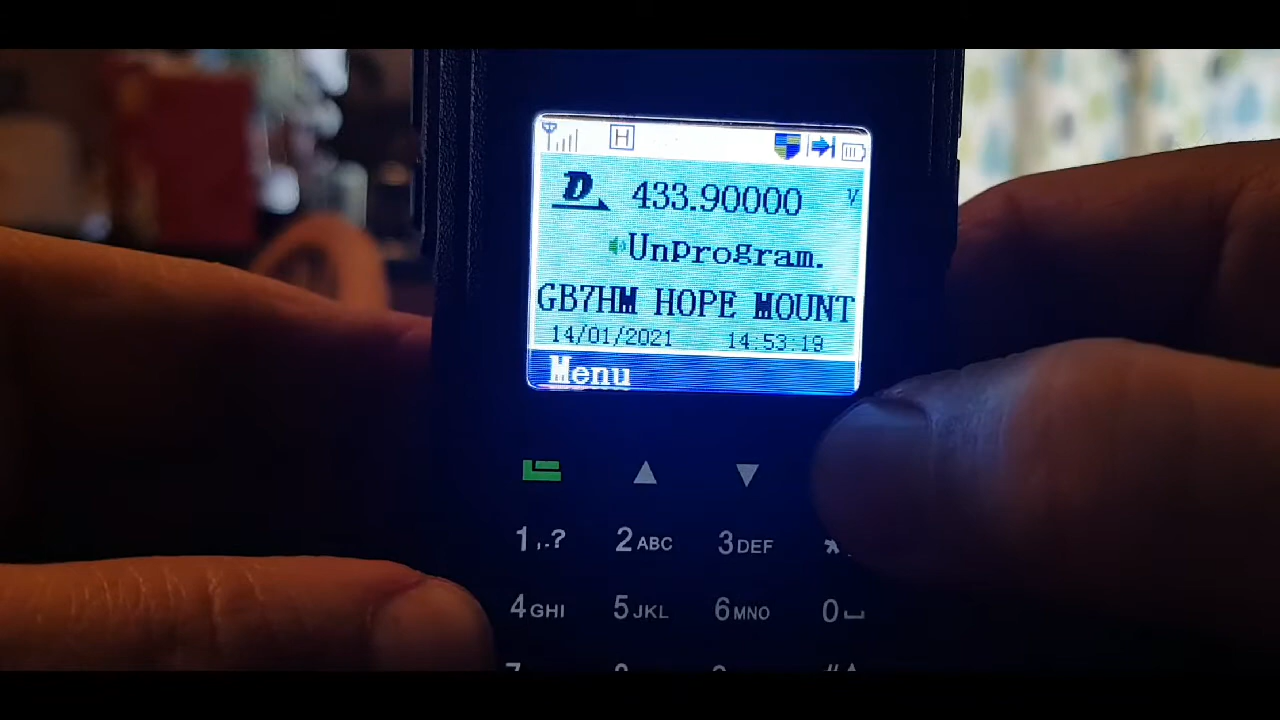 H
D 433.90000 V
UnProgram.
GB7HM HOPE MOUNT
14/01/2021 14:53:19
Menu
1,.? 2ABC 3DEF
4GHI 5JKL 6MNO 0